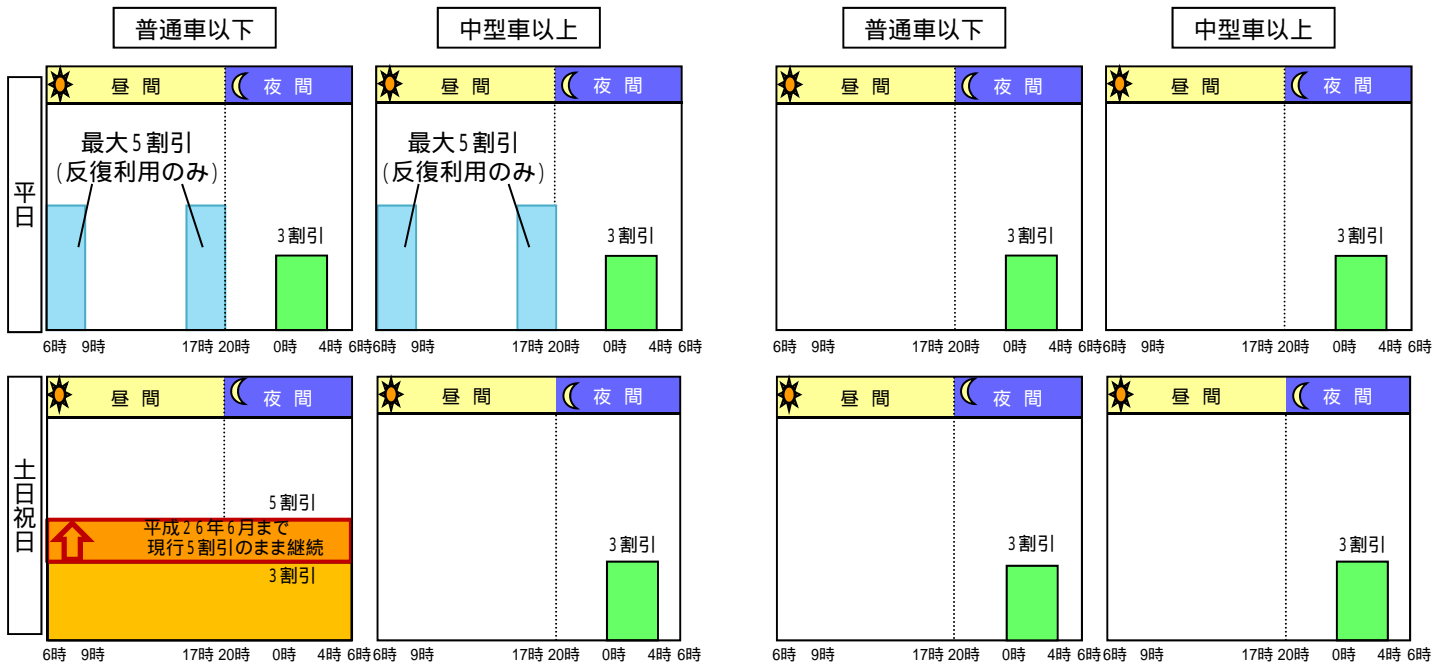 普通車以下
中型車以上
普通車以下
中型車以上
平日
昼間
夜間
最大5割引
(反復利用のみ)
3割引
6時 9時 17時 20時 0時 4時 6時
昼間
夜間
最大5割引
(反復利用のみ)
3割引
6時 9時 17時 20時 0時 4時 6時
昼間
夜間
3割引
6時 9時 17時 20時 0時 4時 6時
昼間
夜間
3割引
6時 9時 17時 20時 0時 4時 6時
土日祝日
昼間
夜間
5割引
平成26年6月まで
現行5割引のまま継続
3割引
6時 9時 17時 20時 0時 4時 6時
昼間
夜間
3割引
6時 9時 17時 20時 0時 4時 6時
昼間
夜間
3割引
6時 9時 17時 20時 0時 4時 6時
昼間
夜間
3割引
6時 9時 17時 20時 0時 4時 6時